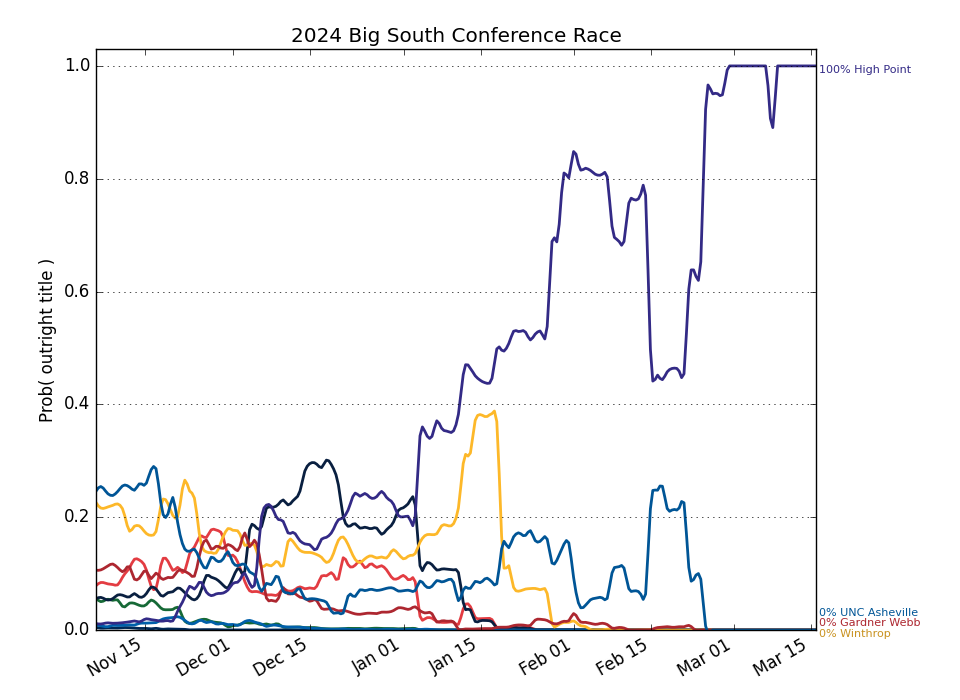 2024 Big South Conference Race
Prob( outright title )
1.0
0.8
0.6
0.4
0.2
0.0
Nov 15
Dec 01
Dec 15
Jan 01
Jan 15
Feb 01
Feb 15
Mar 01
Mar 15
100% High Point
0% UNC Asheville
0% Gardner Webb
0% Winthrop